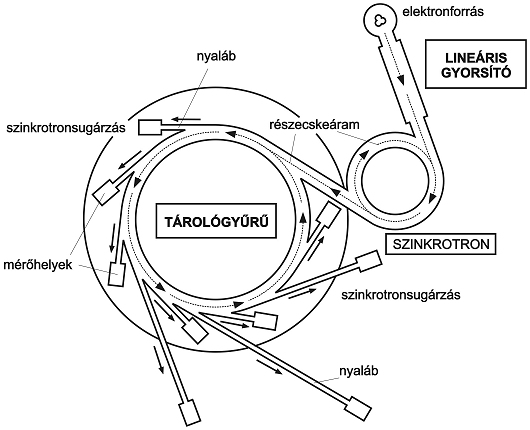 elektronforrás
LINEÁRIS
GYORSÍTÓ
nyaláb
szinkrotronsugárzás
részecskeáram
TÁROLÓGYŰRŰ
SZINKROTRON
mérőhelyek
szinkrotronsugárzás
nyaláb